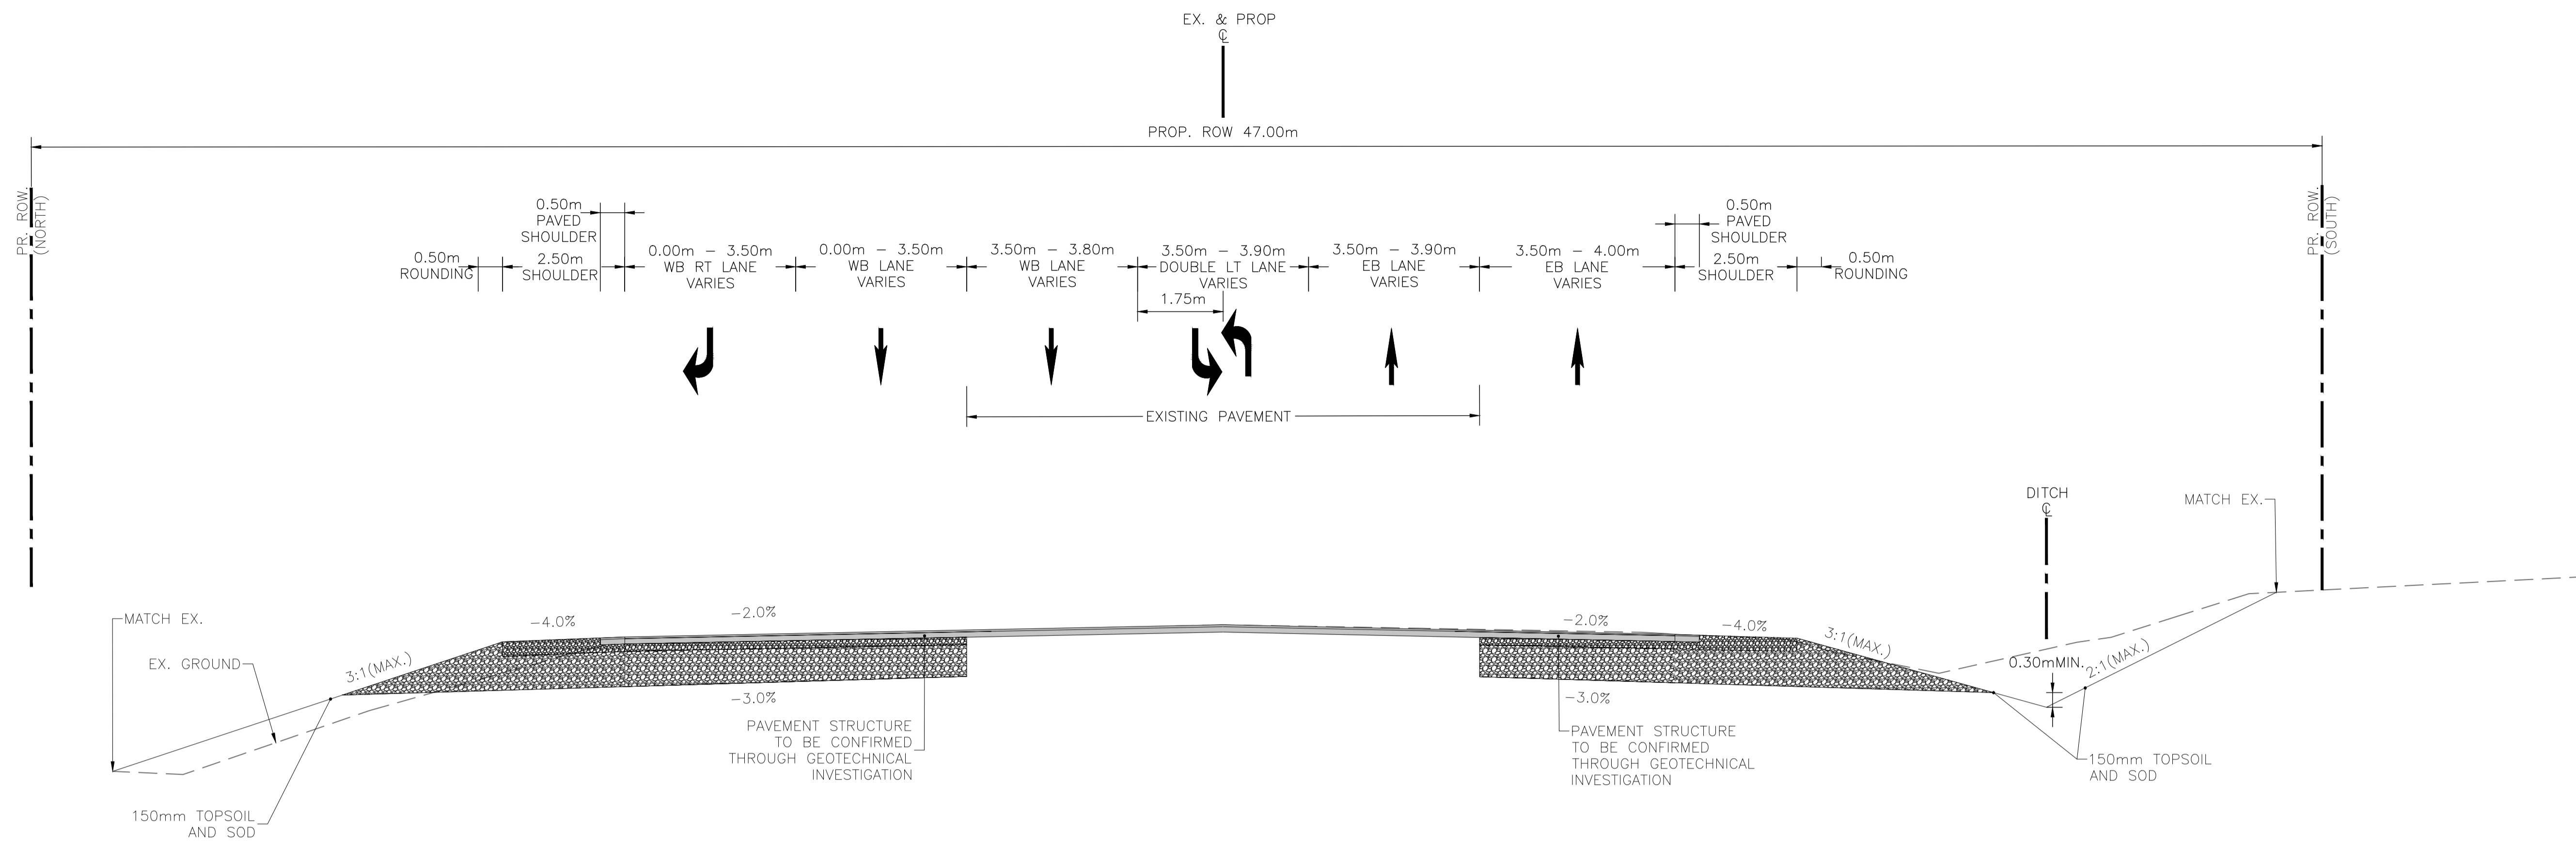 EX. & PROP
℄
PROP. ROW 47.00m
PR. ROW.
(NORTH)
PR. ROW.
(SOUTH)
0.50m
ROUNDING
0.50m
PAVED
SHOULDER
2.50m
SHOULDER
0.00m – 3.50m
WB RT LANE
VARIES
0.00m – 3.50m
WB LANE
VARIES
3.50m – 3.80m
WB LANE
VARIES
3.50m – 3.90m
DOUBLE LT LANE
VARIES
1.75m
3.50m – 3.90m
EB LANE
VARIES
3.50m – 4.00m
EB LANE
VARIES
0.50m
PAVED
SHOULDER
2.50m
SHOULDER
0.50m
ROUNDING
EXISTING PAVEMENT
DITCH
℄
MATCH EX.
MATCH EX.
EX. GROUND
3:1(MAX.)
–4.0%
–2.0%
–2.0%
–4.0%
3:1(MAX.)
0.30mMIN.
2:1(MAX.)
–3.0%
–3.0%
PAVEMENT STRUCTURE
TO BE CONFIRMED
THROUGH GEOTECHNICAL
INVESTIGATION
PAVEMENT STRUCTURE
TO BE CONFIRMED
THROUGH GEOTECHNICAL
INVESTIGATION
150mm TOPSOIL
AND SOD
150mm TOPSOIL
AND SOD